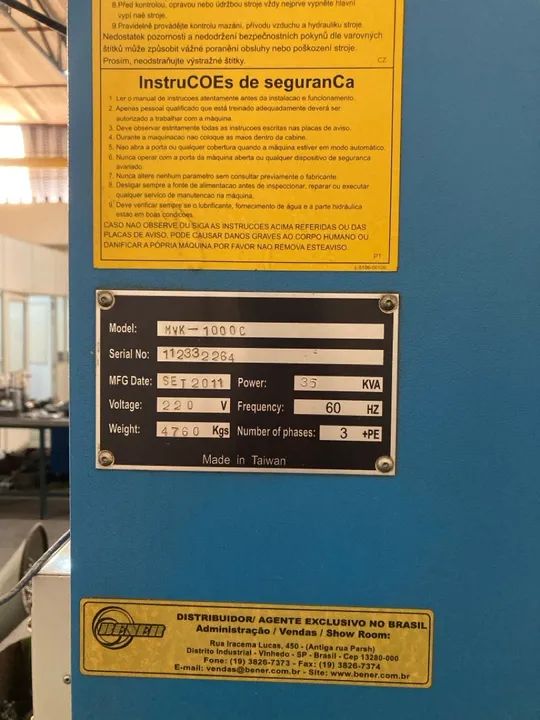 8.Před kontrolou, opravou nebo údržbou stroje vždy nejprve vypněte hlavní
vypí naě stroje.
9.Pravidelně provádějte kontrolu mazání, přívodu vzduchu a hydrauliku stroje.
Nedostatek pozornosti a nedodržení bezpečnostních pokynů dle varovných
štítků může způsobit vážné poranění obsluhy nebo poškození stroje.
Prosím, neodstraňujte výstražné štítky.
CZ
InstruCOEs de seguranCa
1 Ler o manual de instrucoes atentamente antes da instalacao e funcionamento.
2 Apenas pessoal qualificado que está treinado adequadamente deverá ser
autorizado a trabalhar com a máquina.
3. Deve observar estritamente todas as instrucoes escritas nas placas de aviso.
4. Durante a maquinacao nao coloque as maos dentro da cabine.
5. Nao abra a porta ou qualquer cobertura quando a máquina estiver em modo automático.
6. Nunca operar com a porta da máquina aberta ou qualquer dispositivo de seguranca
avariado.
7. Nunca altere nenhum parametro sem consultar previamente o fabricante.
8. Desligar sempre a fonte de alimentacao antes de inspeccionar, reparar ou executar
qualquer servico de manutencao na máquina.
9. Deve verificar sempre se o lubrificante, fornecimento de água e a parte hidráulica
estao em boas condicoes.
CASO NAO OBSERVE OU SIGA AS INSTRUCOES ACIMA REFERIDAS OU DAS
PLACAS DE AVISO, PODE CAUSAR DANOS GRAVES AO CORPO HUMANO OU
DANIFICAR A PÓPRIA MÁQUINA POR FAVOR NAO REMOVA ESTEAVISO.
PT
Model: MVK-1000C
Serial No: 112332264
MFG Date: SET2011 Power: 35 KVA
Voltage: 220 V Frequency: 60 HZ
Weight: 4760 Kgs Number of phases: 3 +PE
Made in Taiwan
BENER
DISTRIBUIDOR/ AGENTE EXCLUSIVO NO BRASIL
Administração / Vendas / Show Room:
Rua Iracema Lucas, 450 - (Antiga rua Parsh)
Distrito Industrial - Vinhedo - SP - Brasil - Cep 13280-000
Fone: (19) 3826-7373 - Fax: (19) 3826-7374
E-mail: vendas@bener.com.br - Site: www.bener.com.br